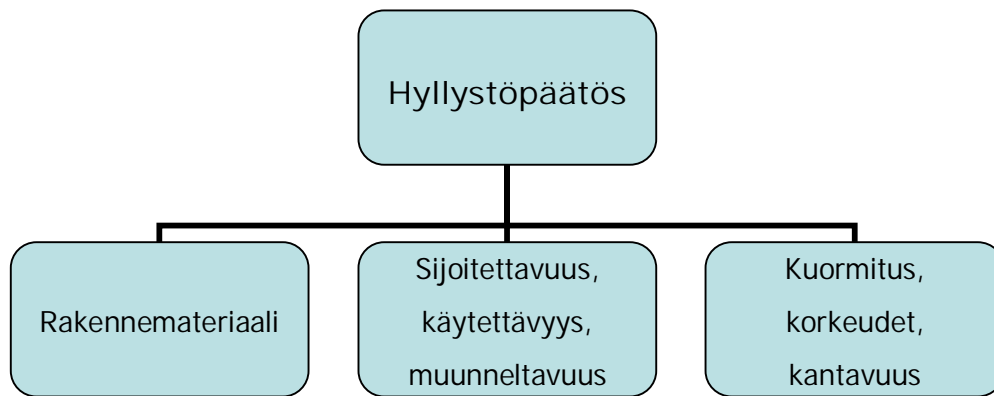 Hyllystöpäätös
Rakennemateriaali
Sijoitettavuus,
käytettävyys,
muunneltavuus
Kuormitus,
korkeudet,
kantavuus